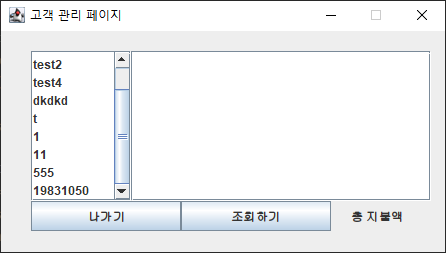 고객 관리 페이지
test2
test4
dkdkd
t
1
11
555
19831050
나가기
조회하기
총 지불액